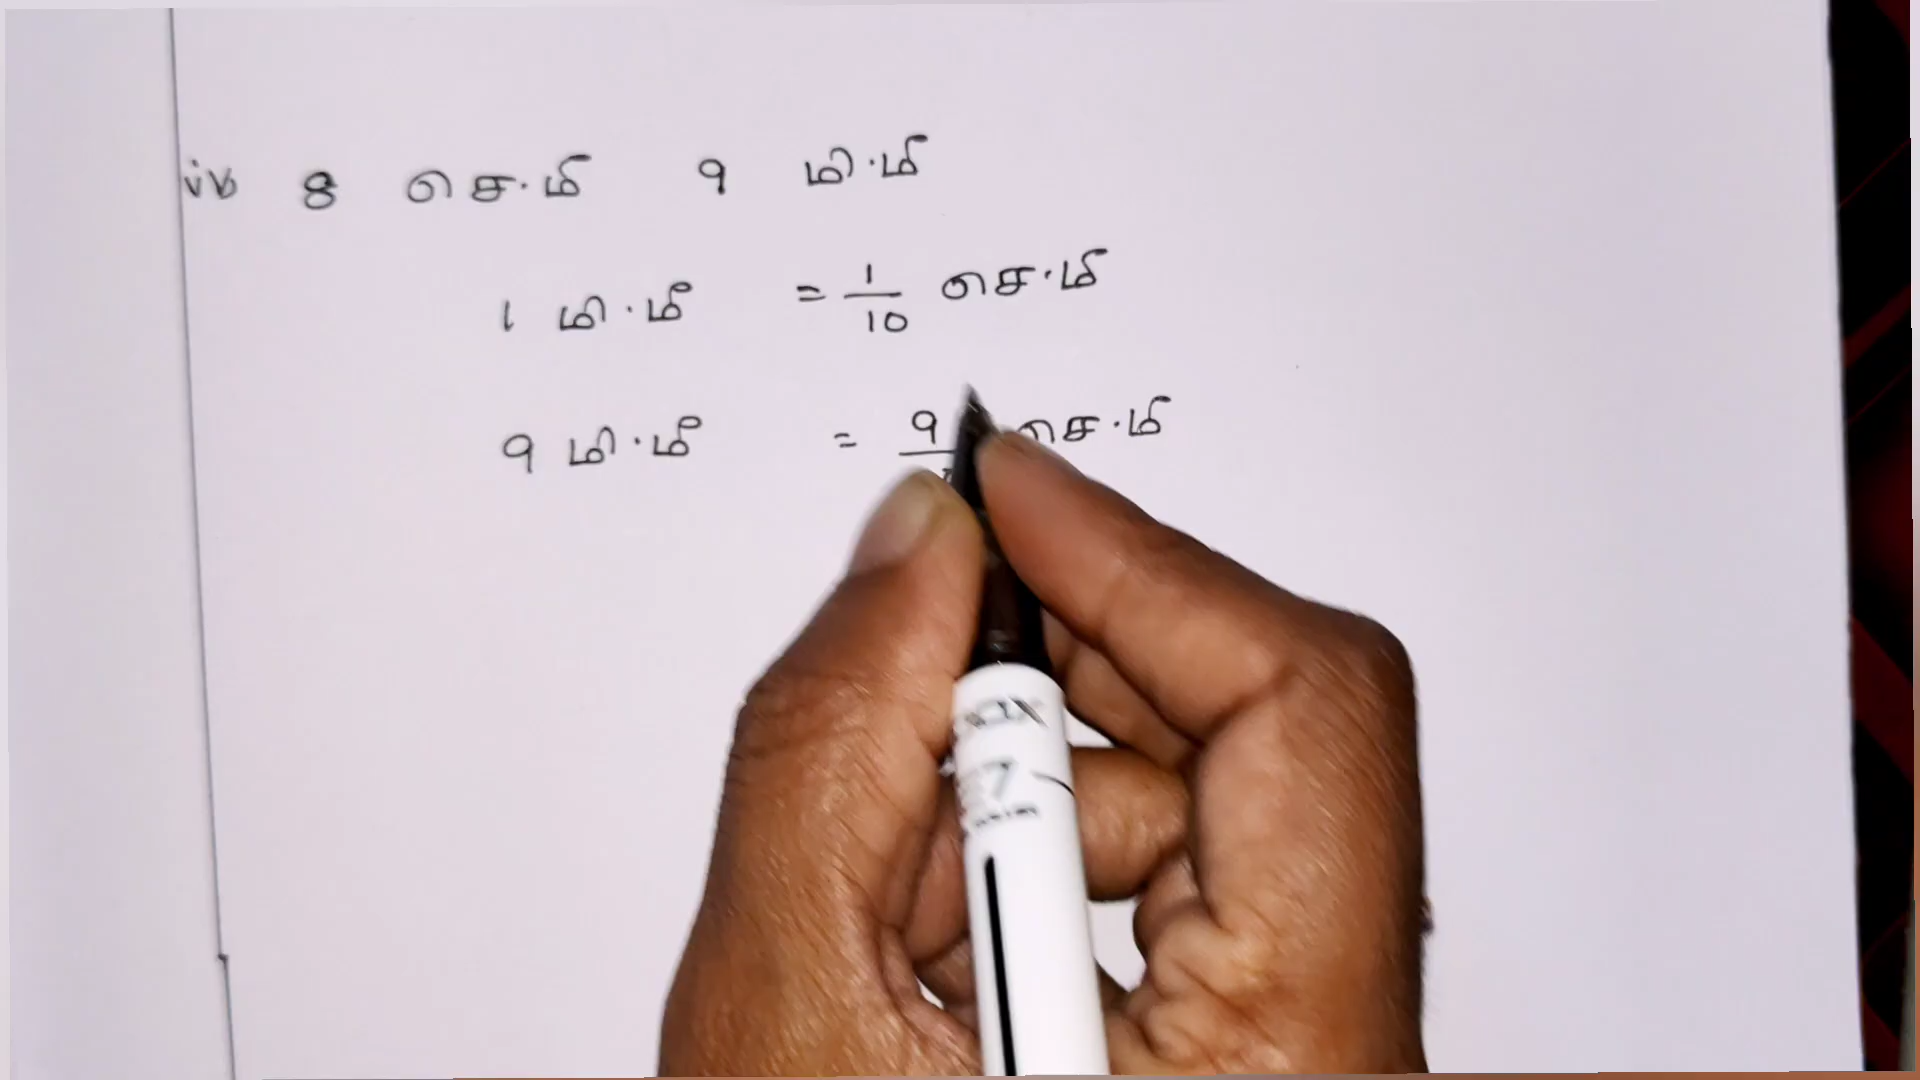 iv 8 செ.மீ 9 மி.மீ
1 மி.மீ = 1/10 செ.மீ
9 மி.மீ = 9/ செ.மீ